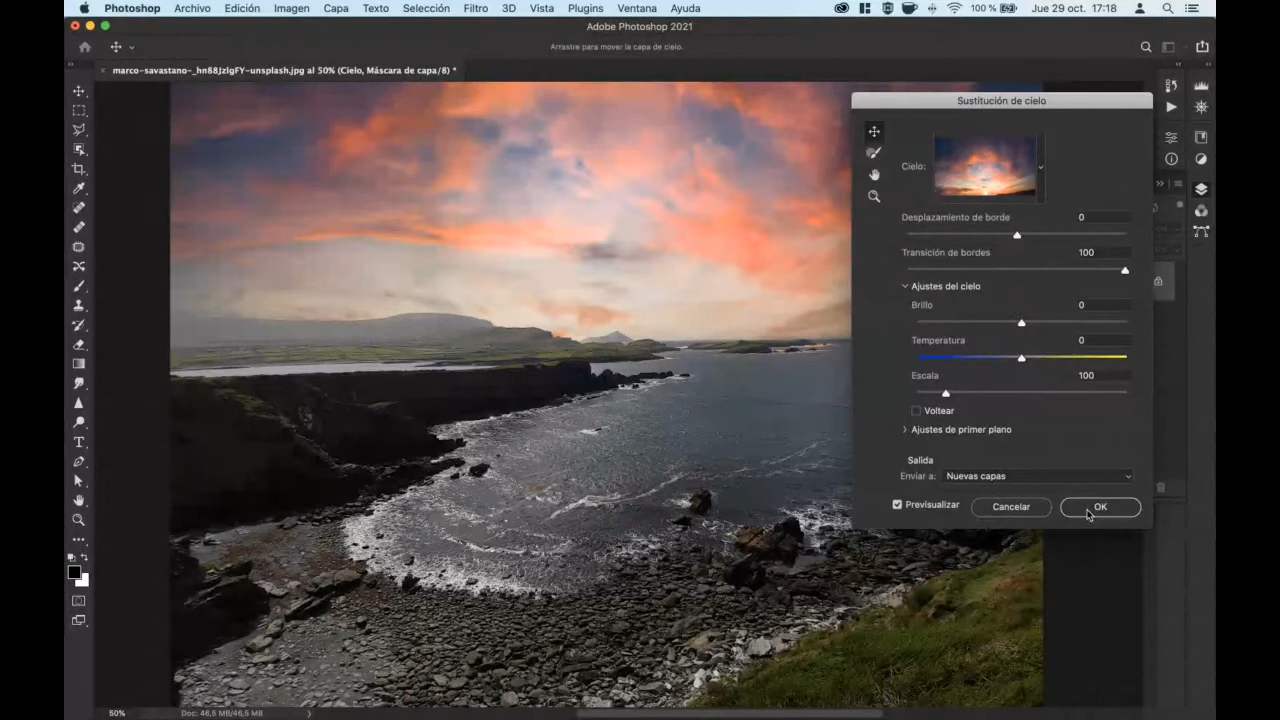 Photoshop Archivo Edición Imagen Capa Texto Selección Filtro 3D Vista Plugins Ventana Ayuda 100 % Jue 29 oct. 17:18
Adobe Photoshop 2021
Arrastre para mover la capa de cielo.
marco-savastano-_hn88JzIgFY-unsplash.jpg al 50% (Cielo, Máscara de capa/8) *
Sustitución de cielo
Cielo:
Desplazamiento de borde 0
Transición de bordes 100
Ajustes del cielo
Brillo 0
Temperatura 0
Escala 100
Voltear
Ajustes de primer plano
Salida
Enviar a: Nuevas capas
Previsualizar Cancelar OK
50% Doc: 46,5 MB/46,5 MB